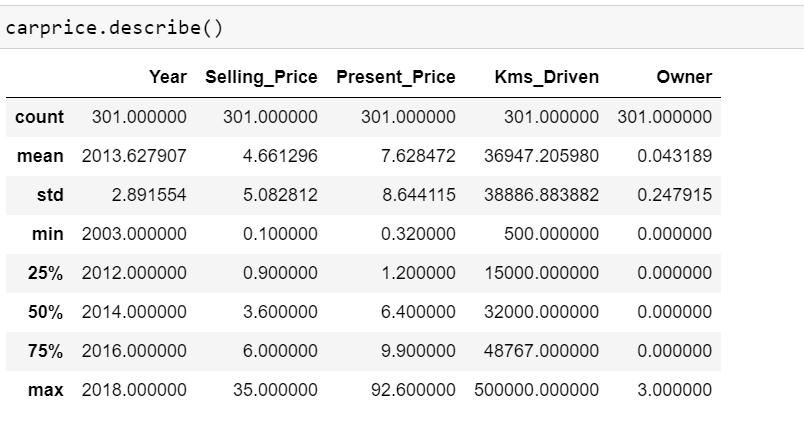 carprice.describe()
Year Selling_Price Present_Price Kms_Driven Owner
count 301.000000 301.000000 301.000000 301.000000 301.000000
mean 2013.627907 4.661296 7.628472 36947.205980 0.043189
std 2.891554 5.082812 8.644115 38886.883882 0.247915
min 2003.000000 0.100000 0.320000 500.000000 0.000000
25% 2012.000000 0.900000 1.200000 15000.000000 0.000000
50% 2014.000000 3.600000 6.400000 32000.000000 0.000000
75% 2016.000000 6.000000 9.900000 48767.000000 0.000000
max 2018.000000 35.000000 92.600000 500000.000000 3.000000